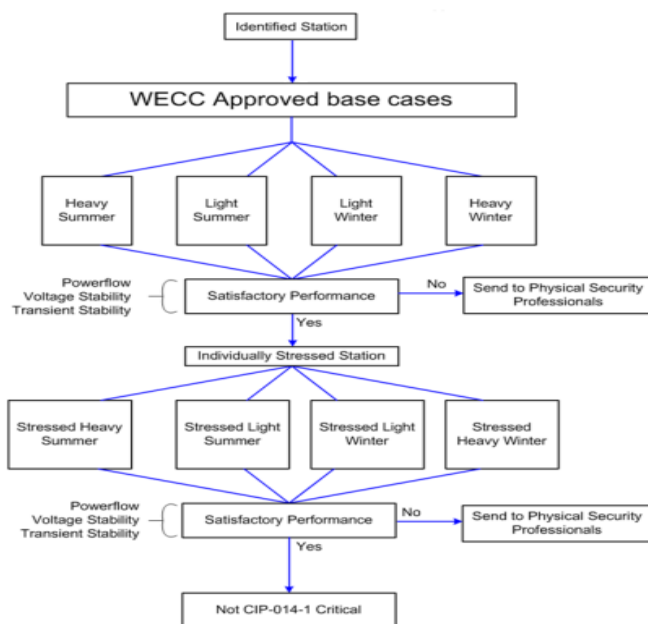 Identified Station
WECC Approved base cases
Heavy
Summer
Light
Summer
Light
Winter
Heavy
Winter
Powerflow
Voltage Stability
Transient Stability
Satisfactory Performance
No
Send to Physical Security
Professionals
Yes
Individually Stressed Station
Stressed Heavy
Summer
Stressed Light
Summer
Stressed Light
Winter
Stressed
Heavy Winter
Powerflow
Voltage Stability
Transient Stability
Satisfactory Performance
No
Send to Physical Security
Professionals
Yes
Not CIP-014-1 Critical